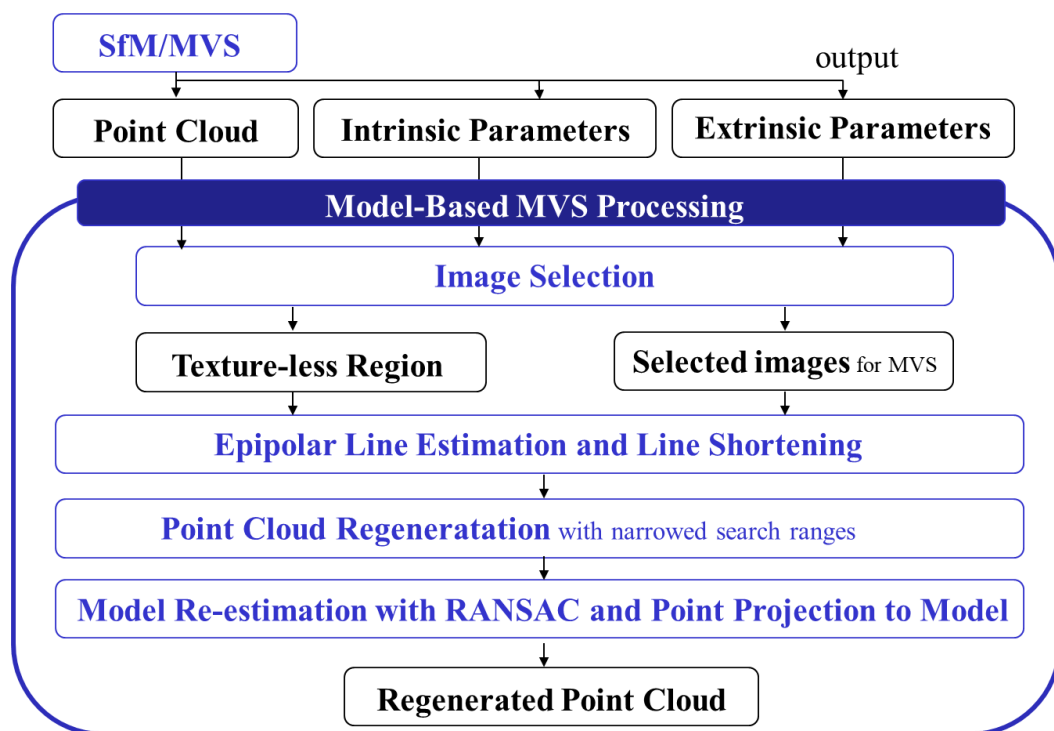 SfM/MVS
output
Point Cloud
Intrinsic Parameters
Extrinsic Parameters
Model-Based MVS Processing
Image Selection
Texture-less Region
Selected images for MVS
Epipolar Line Estimation and Line Shortening
Point Cloud Regeneratation with narrowed search ranges
Model Re-estimation with RANSAC and Point Projection to Model
Regenerated Point Cloud